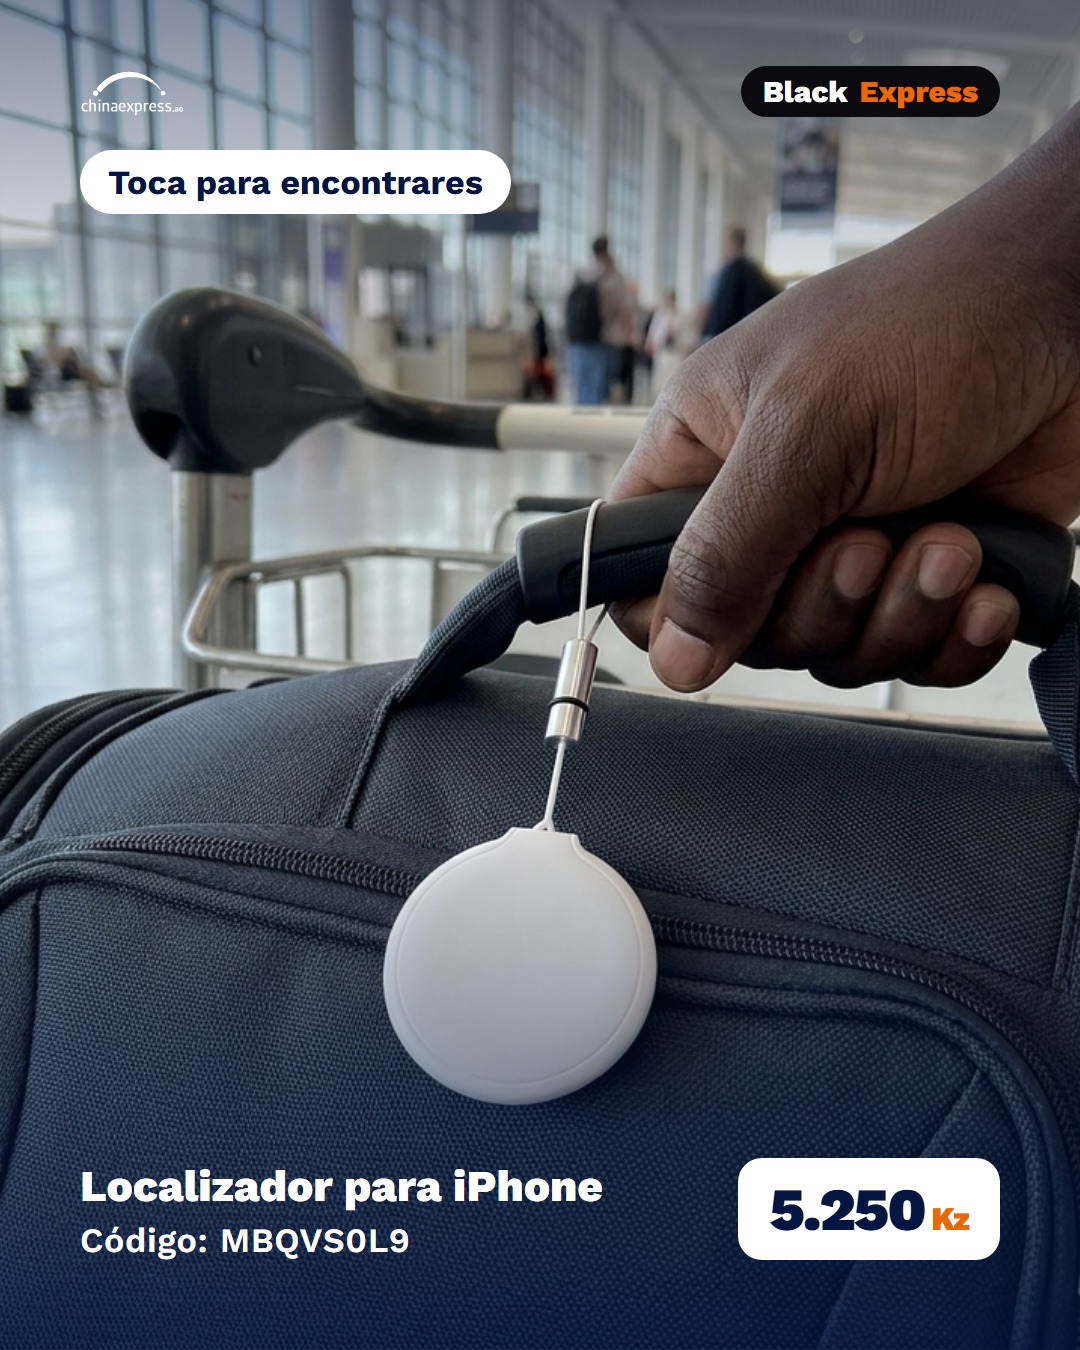 chinaexpress.ao
Black Express
Toca para encontrares
Localizador para iPhone
Código: MBQVS0L9
5.250 Kz